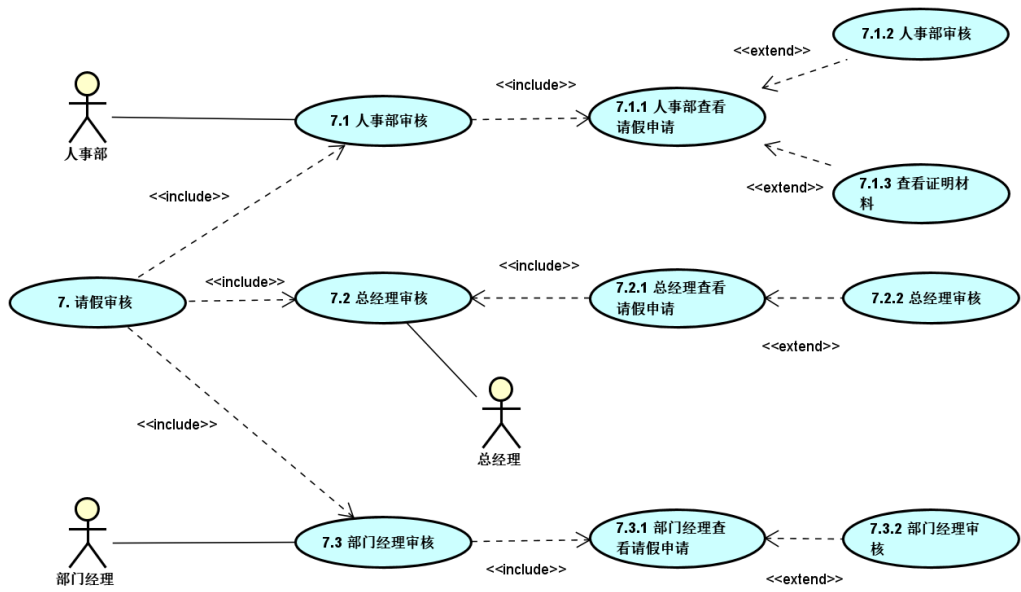 7.1.2 人事部审核
<<extend>>
<<include>>
7.1.1 人事部查看
请假申请
7.1 人事部审核
人事部
<<include>>
<<extend>>
7.1.3 查看证明材
料
<<include>>
<<include>>
7. 请假审核
7.2 总经理审核
7.2.1 总经理查看
请假申请
7.2.2 总经理审核
<<extend>>
<<include>>
总经理
7.3.1 部门经理查
看请假申请
7.3.2 部门经理审
核
7.3 部门经理审核
<<include>>
<<extend>>
部门经理